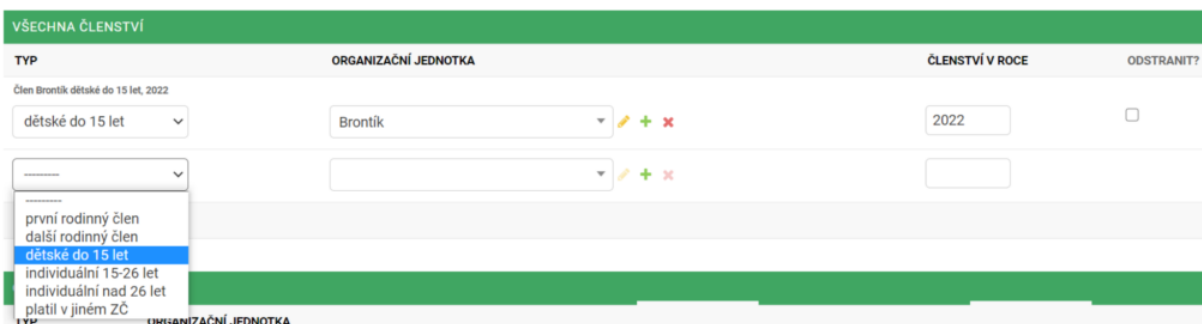 VŠECHNA ČLENSTVÍ
TYP ORGANIZAČNÍ JEDNOTKA ČLENSTVÍ V ROCE ODSTRANIT?
Člen Brontík dětské do 15 let, 2022
dětské do 15 let Brontík 2022
---------
---------
první rodinný člen
další rodinný člen
dětské do 15 let
individuální 15-26 let
individuální nad 26 let
platil v jiném ZČ
TYP ORGANIZAČNÍ JEDNOTKA